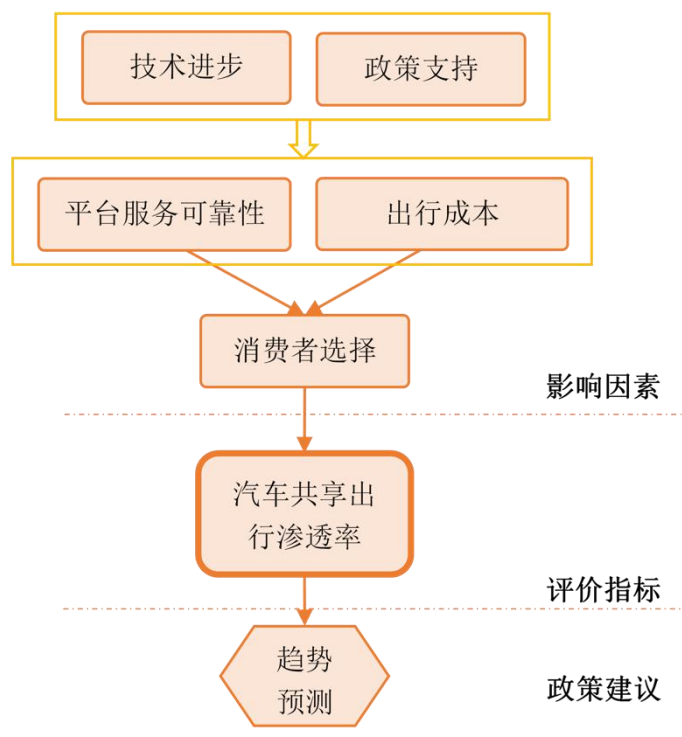 技术进步
政策支持
平台服务可靠性
出行成本
消费者选择
影响因素
汽车共享出
行渗透率
评价指标
趋势
预测
政策建议